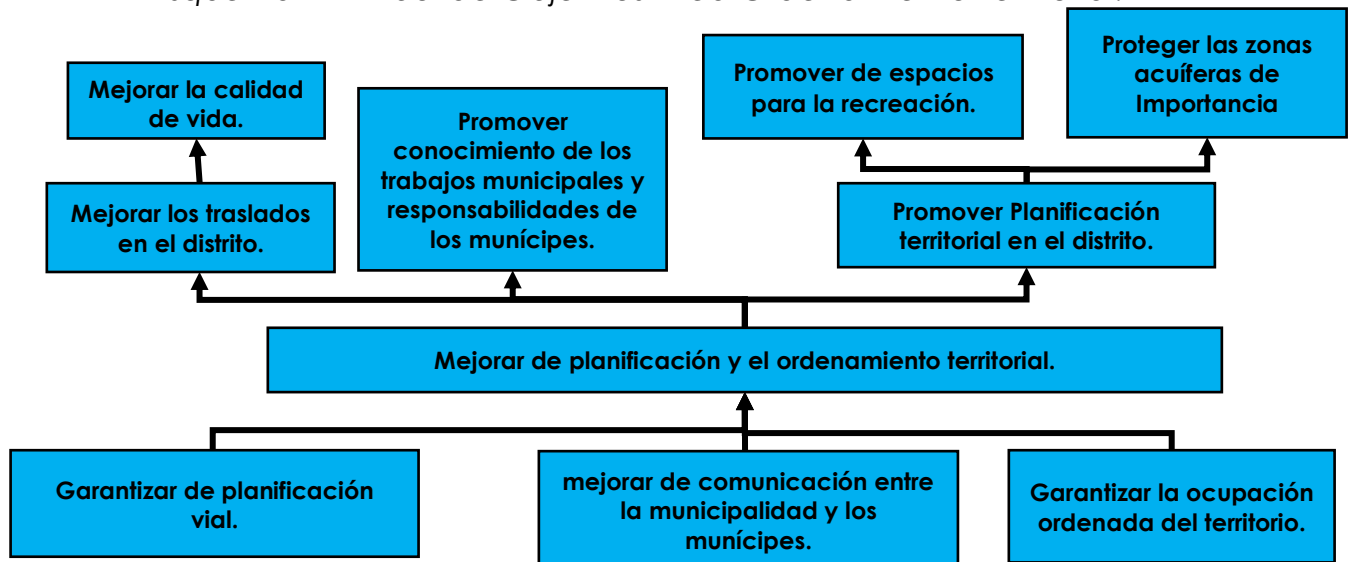 Proteger las zonas
acuíferas de
Importancia
Promover de espacios
para la recreación.
Mejorar la calidad
de vida.
Promover
conocimiento de los
trabajos municipales y
responsabilidades de
los munícipes.
Mejorar los traslados
en el distrito.
Promover Planificación
territorial en el distrito.
Mejorar de planificación y el ordenamiento territorial.
Garantizar de planificación
vial.
mejorar de comunicación entre
la municipalidad y los
munícipes.
Garantizar la ocupación
ordenada del territorio.